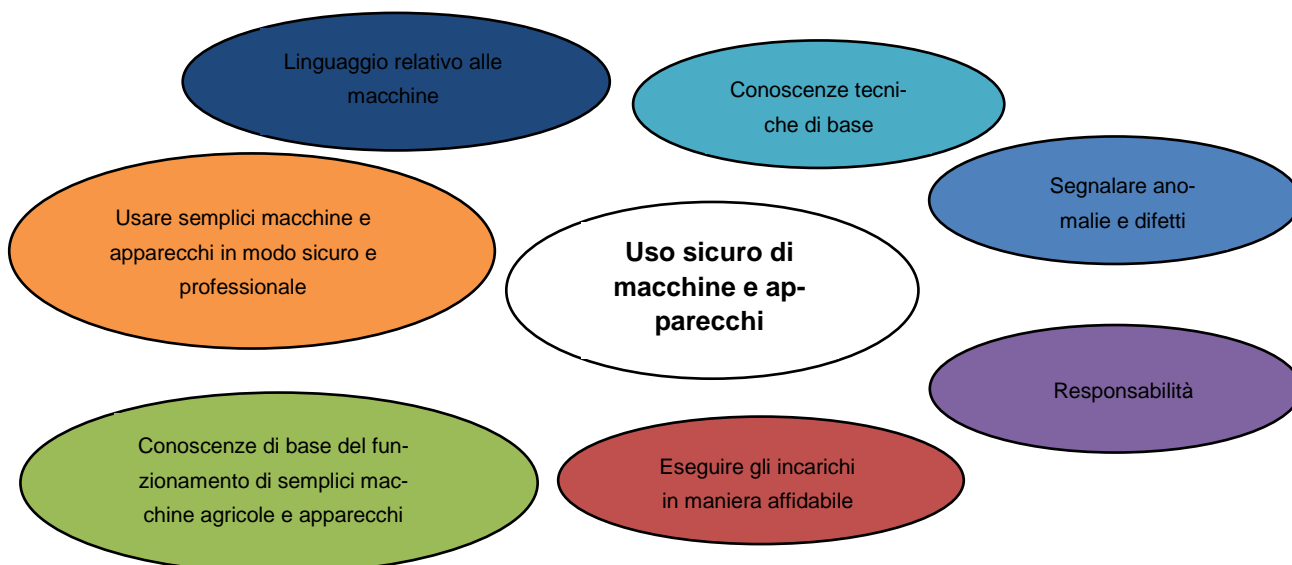 Linguaggio relativo alle
macchine
Conoscenze tecni-
che di base
Segnalare ano-
malie e difetti
Usare semplici macchine e
apparecchi in modo sicuro e
professionale
Uso sicuro di
macchine e ap-
parecchi
Responsabilità
Conoscenze di base del fun-
zionamento di semplici mac-
chine agricole e apparecchi
Eseguire gli incarichi
in maniera affidabile